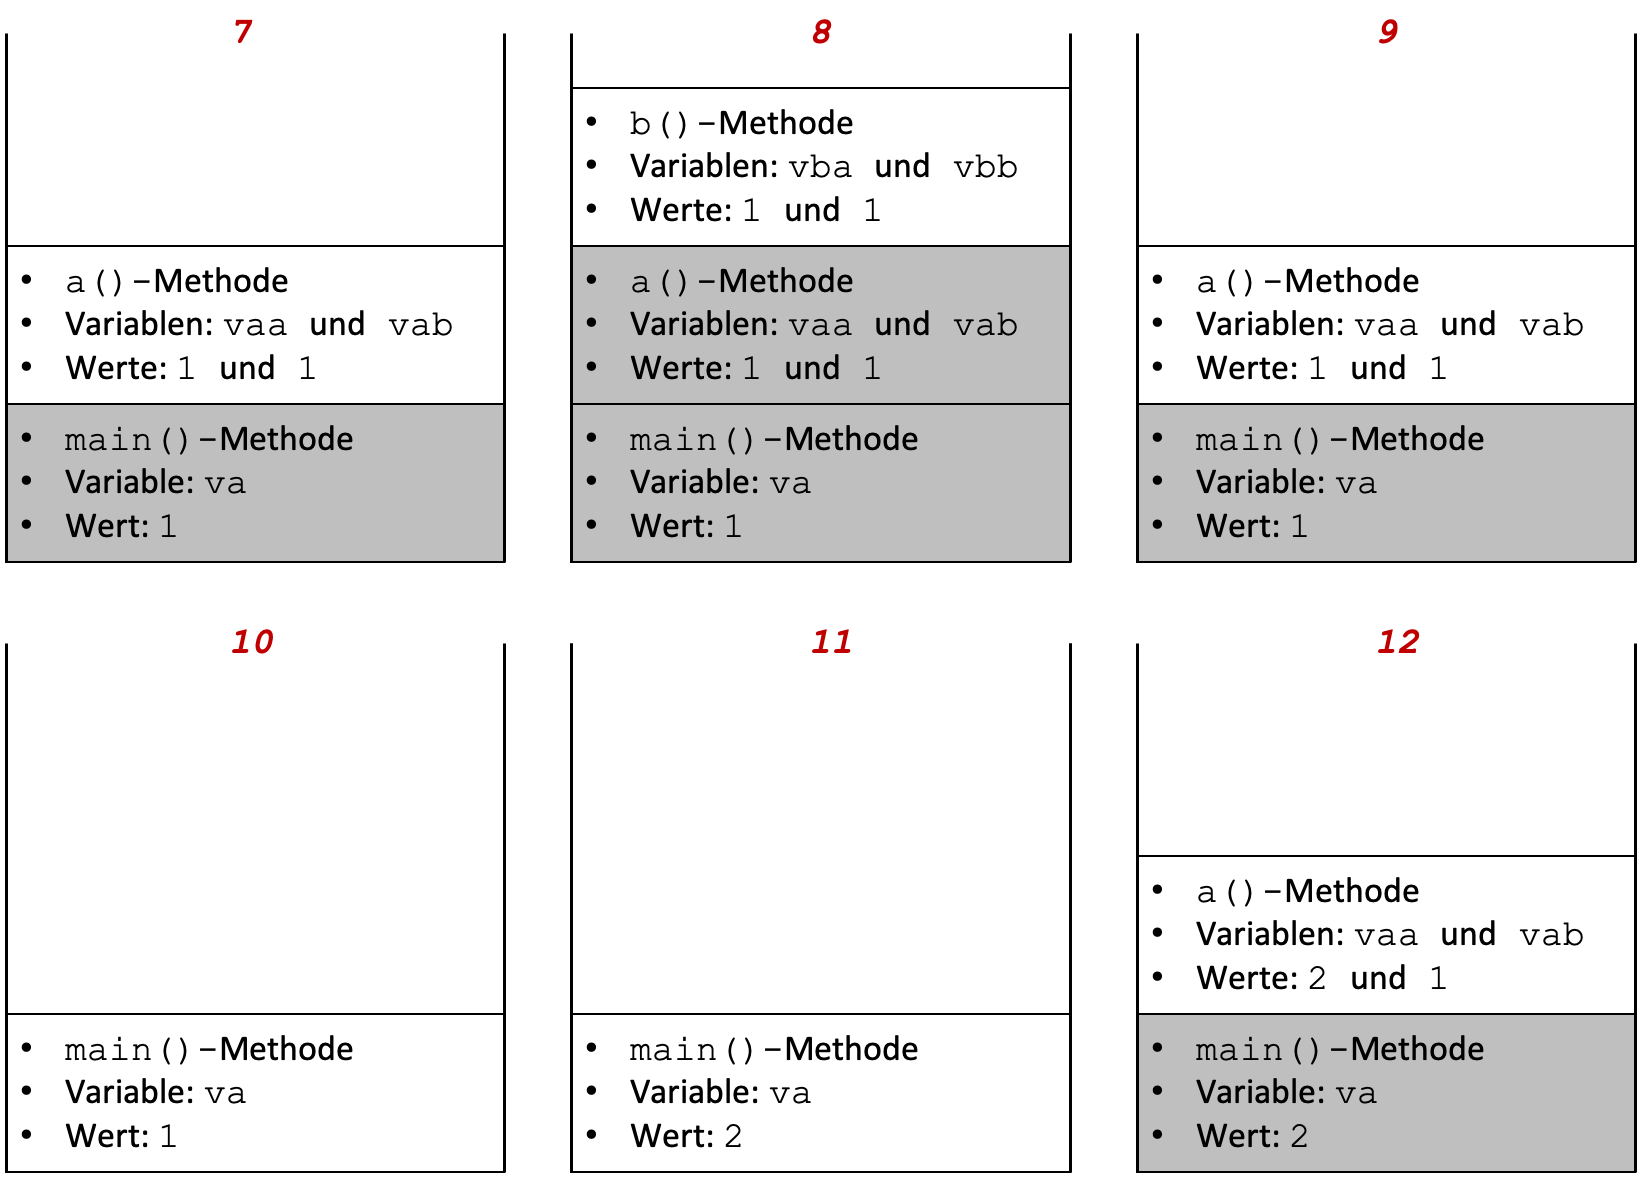 7
a()–Methode
Variablen: vaa und vab
Werte: 1 und 1
main()–Methode
Variable: va
Wert: 1
8
b()–Methode
Variablen: vba und vbb
Werte: 1 und 1
a()–Methode
Variablen: vaa und vab
Werte: 1 und 1
main()–Methode
Variable: va
Wert: 1
9
a()–Methode
Variablen: vaa und vab
Werte: 1 und 1
main()–Methode
Variable: va
Wert: 1
10
main()–Methode
Variable: va
Wert: 1
11
main()–Methode
Variable: va
Wert: 2
12
a()–Methode
Variablen: vaa und vab
Werte: 2 und 1
main()–Methode
Variable: va
Wert: 2